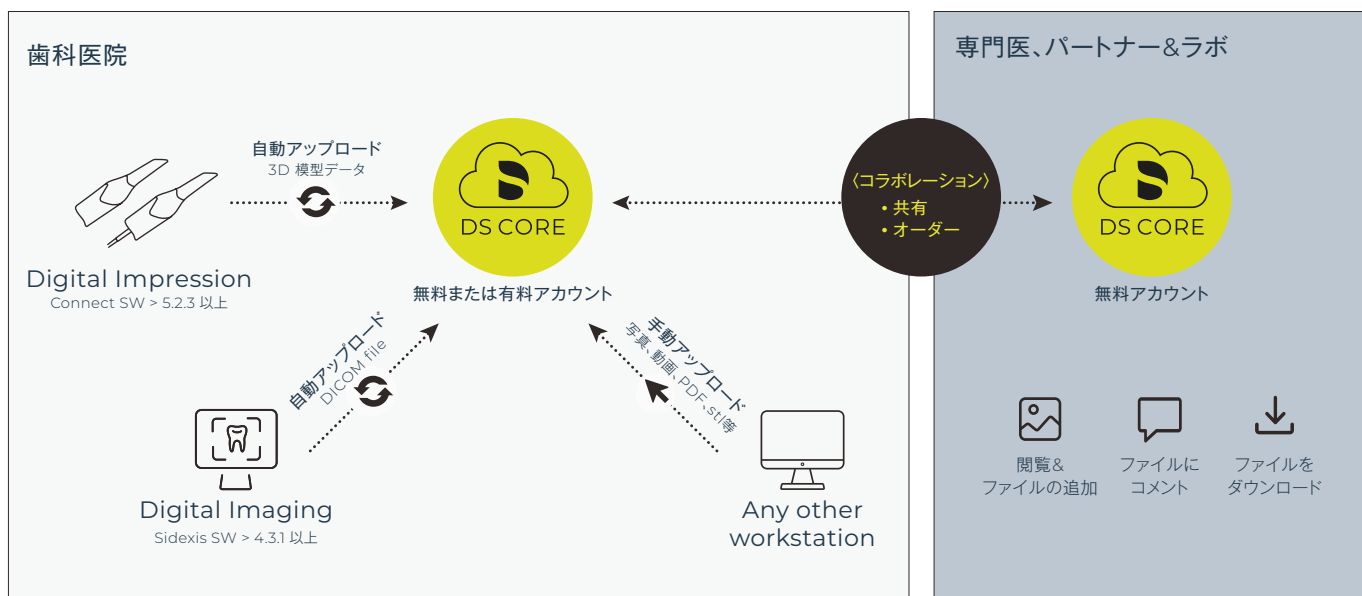 歯科医院
自動アップロード
3D 模型データ
Digital Impression
Connect SW > 5.2.3 以上
DS CORE
無料または有料アカウント
自動アップロード
DICOM file
手動アップロード
写真、動画、PDF、stl等
Digital Imaging
Sidexis SW > 4.3.1 以上
Any other
workstation
〈コラボレーション〉
• 共有
• オーダー
専門医、パートナー&ラボ
DS CORE
無料アカウント
閲覧&
ファイルの追加
ファイルに
コメント
ファイルを
ダウンロード